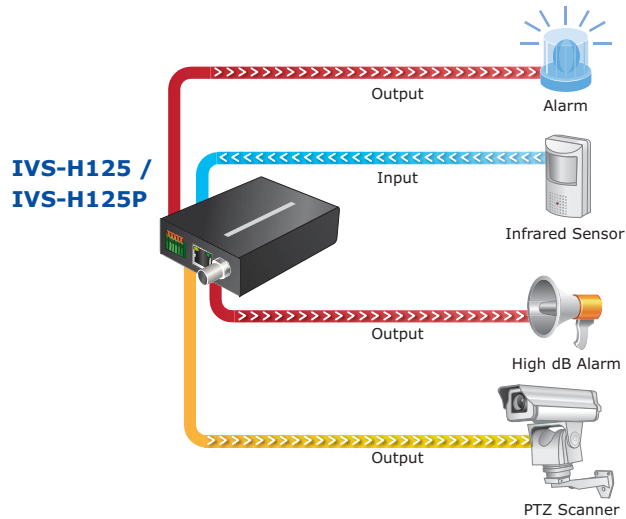 Output
Alarm
IVS-H125 /
IVS-H125P
Input
Infrared Sensor
Output
High dB Alarm
Output
PTZ Scanner